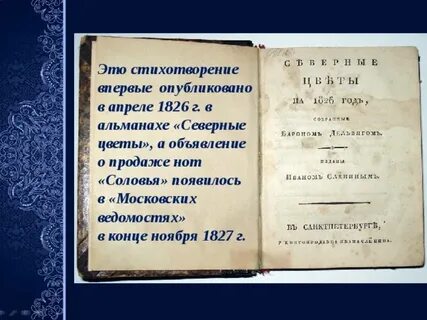 Это стихотворение
впервые опубликовано
в апреле 1826 г. в
альманахе «Северные
цветы», а объявление
о продаже нот
«Соловья» появилось
в «Московских
ведомостях»
в конце ноября 1827 г.
СѢВЕРНЫЕ
ЦВѢТЫ
НА 1826 ГОДЪ,
СОБРАННЫЕ
БАРОНОМЪ ДЕЛЬВИГОМЪ.
ИЗДАНЫ
ИВАНОМЪ СЛЕНИНЫМЪ.
ВЪ САНКТПЕТЕРБУРГѢ,